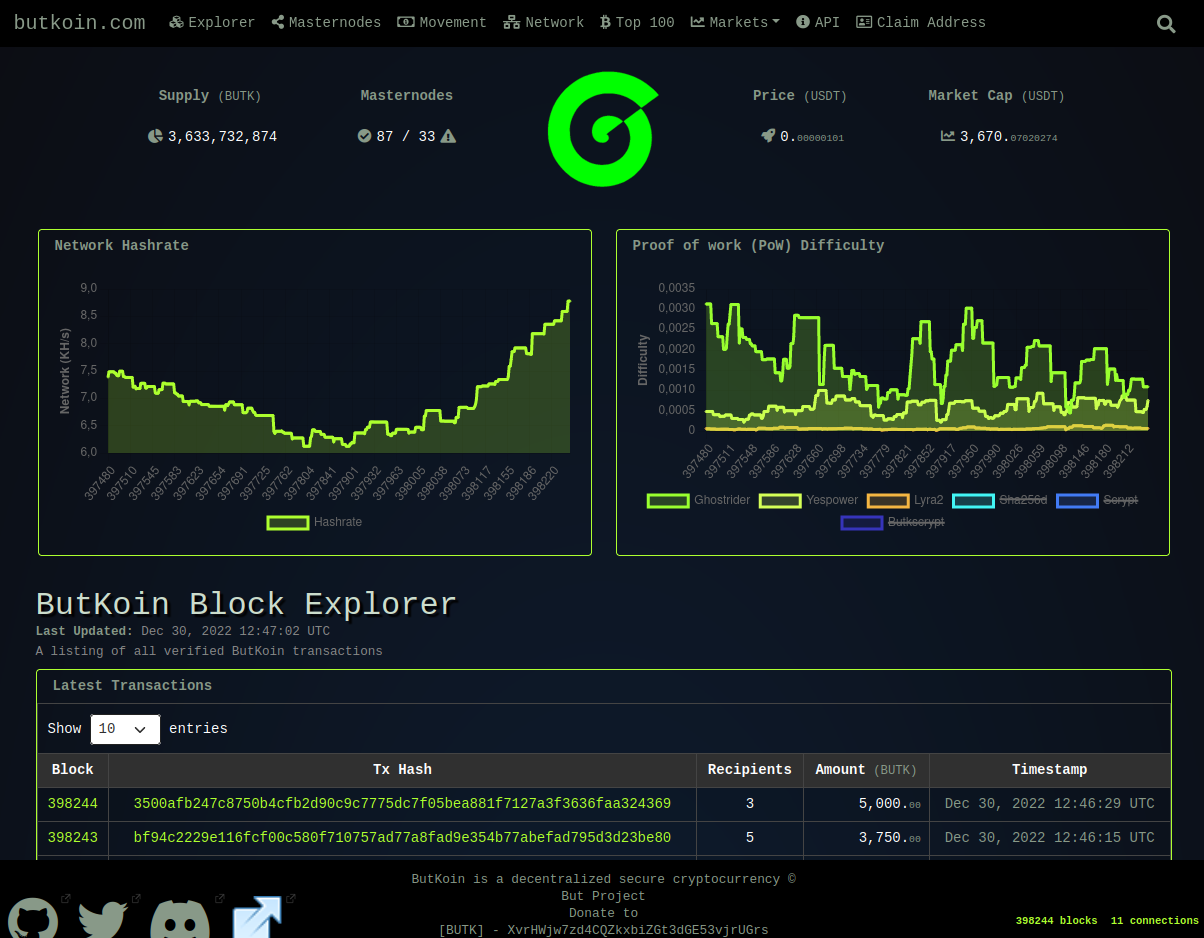 butkoin.com Explorer Masternodes Movement Network Top 100 Markets API Claim Address
Supply (BUTK) Masternodes Price (USDT) Market Cap (USDT)
3,633,732,874 87 / 33 0.00000101 3,670.07020274
Network Hashrate
9,0
8,5
8,0
7,5
7,0
6,5
6,0
Network (KH/s)
397480 397510 397545 397583 397623 397654 397691 397725 397762 397804 397841 397901 397932 397963 398005 398038 398073 398117 398155 398186 398220
Hashrate
Proof of work (PoW) Difficulty
0,0035
0,0030
0,0025
0,0020
0,0015
0,0010
0,0005
0
Difficulty
397480 397511 397548 397586 397628 397660 397698 397734 397779 397821 397852 397917 397950 397990 398026 398059 398098 398146 398180 398212
Ghostrider Yespower Lyra2 Sha256d Scrypt
Butkscrypt
ButKoin Block Explorer
Last Updated: Dec 30, 2022 12:47:02 UTC
A listing of all verified ButKoin transactions
Latest Transactions
Show 10 entries
Block Tx Hash Recipients Amount (BUTK) Timestamp
398244 3500afb247c8750b4cfb2d90c9c7775dc7f05bea881f7127a3f3636faa324369 3 5,000.00 Dec 30, 2022 12:46:29 UTC
398243 bf94c2229e116fcf00c580f710757ad77a8fad9e354b77abefad795d3d23be80 5 3,750.00 Dec 30, 2022 12:46:15 UTC
ButKoin is a decentralized secure cryptocurrency ©
But Project
Donate to
[BUTK] - XvrHWjw7zd4CQZkxbiZGt3dGE53vjrUGrs
398244 blocks 11 connections